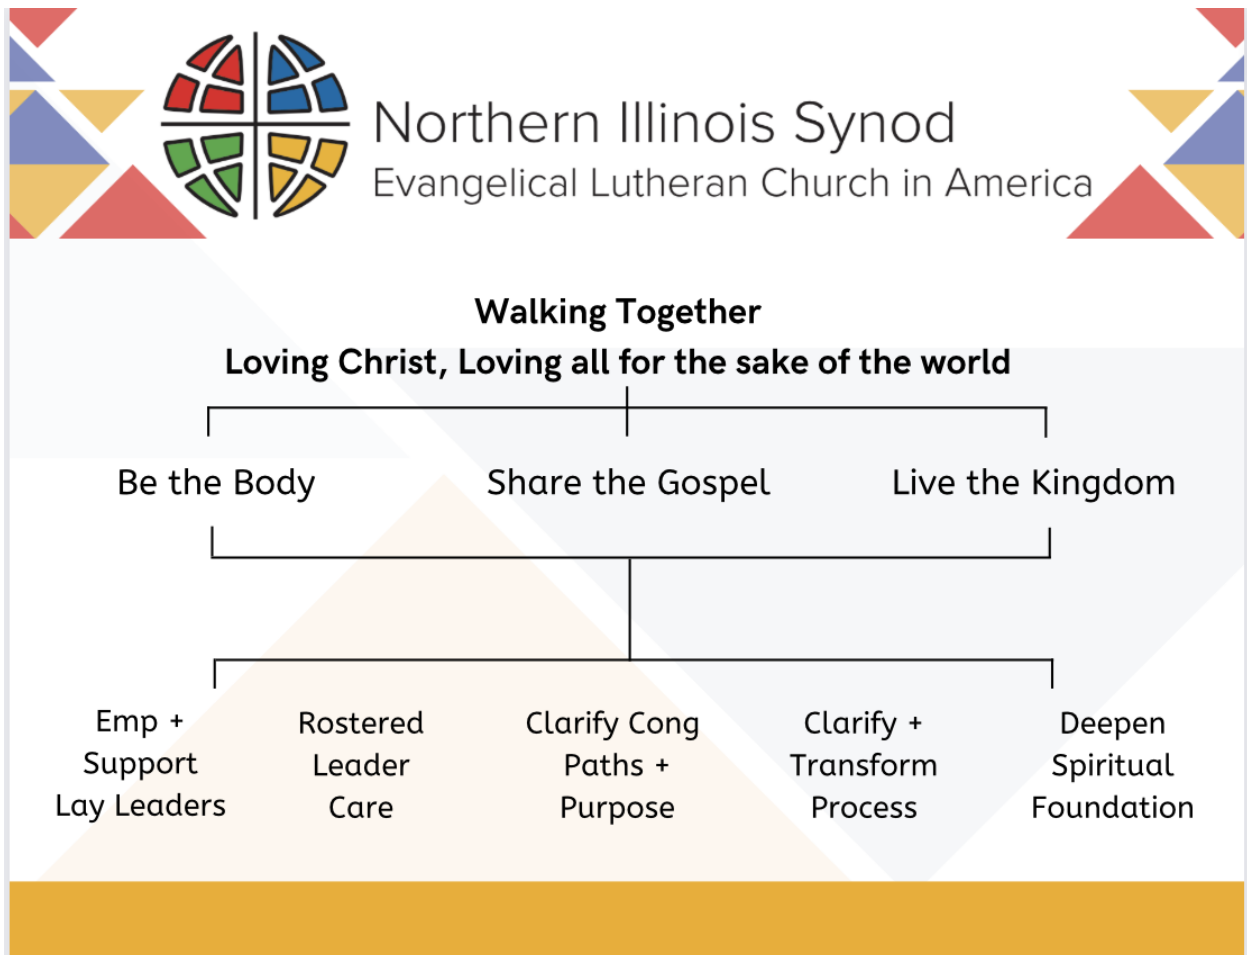 Northern Illinois Synod
Evangelical Lutheran Church in America
Walking Together
Loving Christ, Loving all for the sake of the world
Be the Body
Share the Gospel
Live the Kingdom
Emp +
Support
Lay Leaders
Rostered
Leader
Care
Clarify Cong
Paths +
Purpose
Clarify +
Transform
Process
Deepen
Spiritual
Foundation